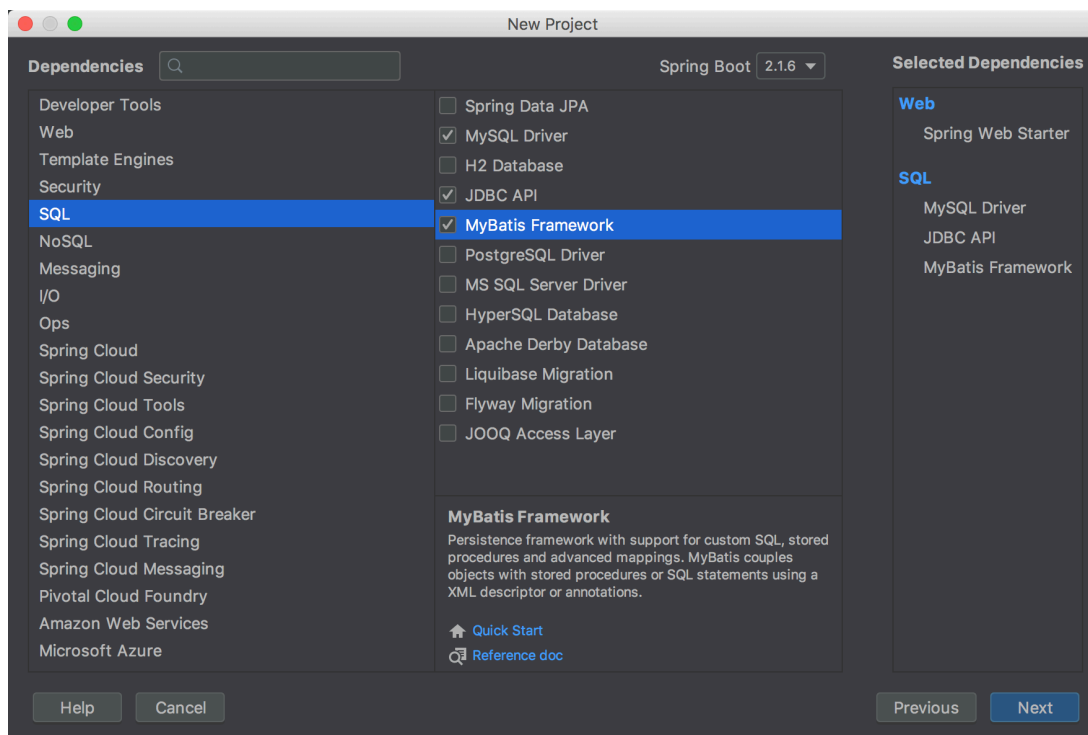 New Project
Dependencies
Spring Boot 2.1.6
Selected Dependencies
Developer Tools
Web
Template Engines
Security
SQL
NoSQL
Messaging
I/O
Ops
Spring Cloud
Spring Cloud Security
Spring Cloud Tools
Spring Cloud Config
Spring Cloud Discovery
Spring Cloud Routing
Spring Cloud Circuit Breaker
Spring Cloud Tracing
Spring Cloud Messaging
Pivotal Cloud Foundry
Amazon Web Services
Microsoft Azure
Spring Data JPA
MySQL Driver
H2 Database
JDBC API
MyBatis Framework
PostgreSQL Driver
MS SQL Server Driver
HyperSQL Database
Apache Derby Database
Liquibase Migration
Flyway Migration
JOOQ Access Layer
MyBatis Framework
Persistence framework with support for custom SQL, stored
procedures and advanced mappings. MyBatis couples
objects with stored procedures or SQL statements using a
XML descriptor or annotations.
Quick Start
Reference doc
Web
Spring Web Starter
SQL
MySQL Driver
JDBC API
MyBatis Framework
Help
Cancel
Previous
Next